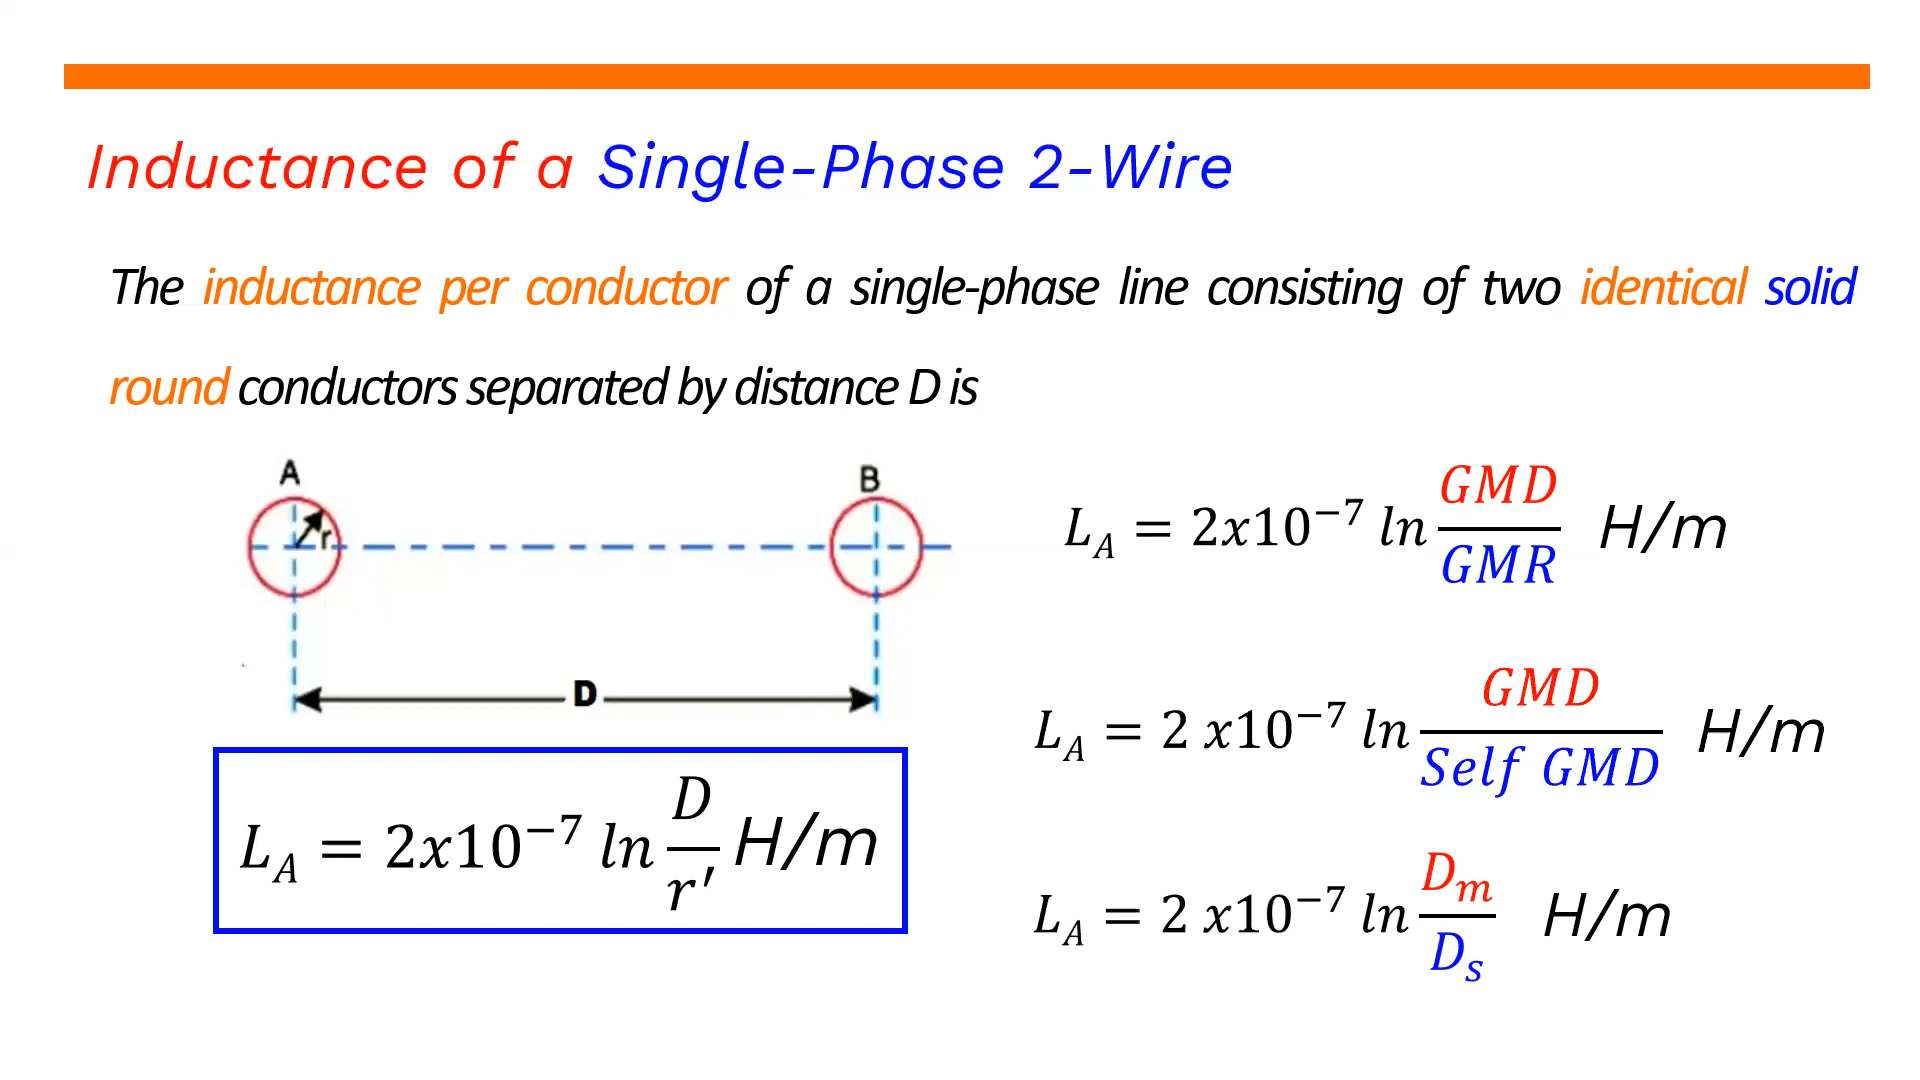 Inductance of a Single-Phase 2-Wire
The inductance per conductor of a single-phase line consisting of two identical solid
round conductors separated by distance D is
A
B
r
D
L_A = 2x10⁻⁷ ln GMD/GMR H/m
L_A = 2 x10⁻⁷ ln GMD/Self GMD H/m
L_A = 2x10⁻⁷ ln D/r′ H/m
L_A = 2 x10⁻⁷ ln D_m/D_s H/m